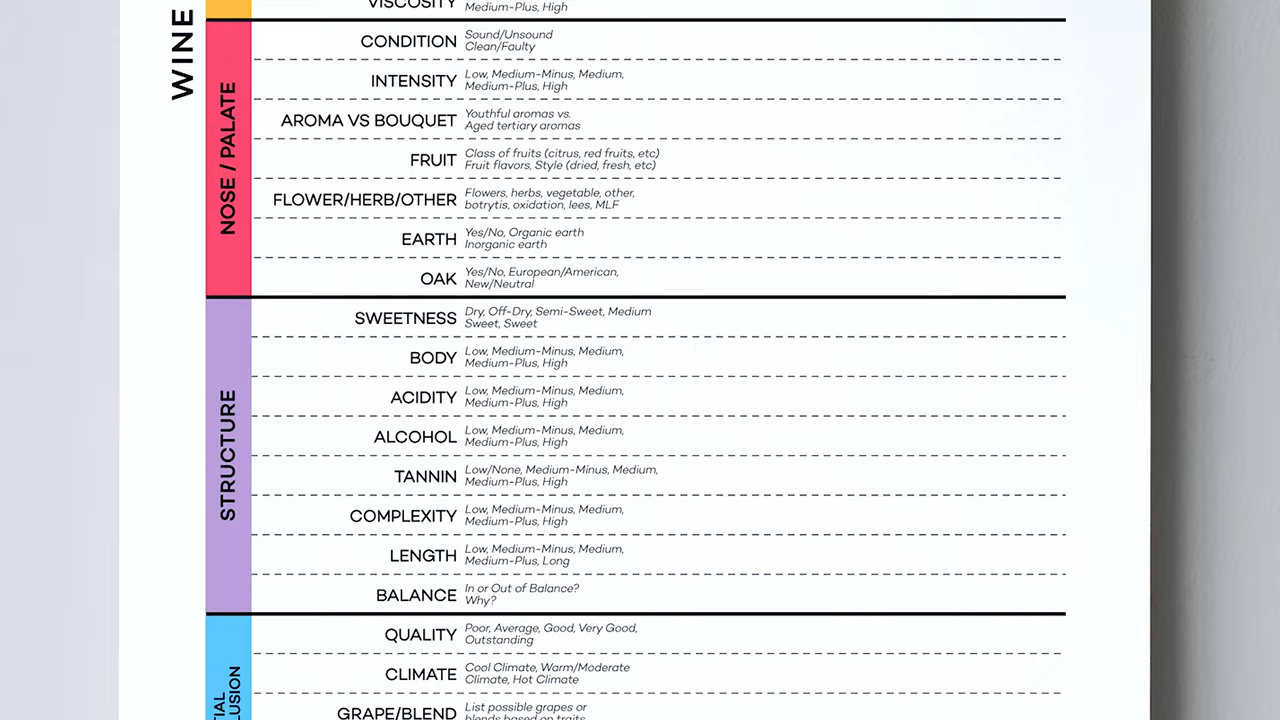 WINE
VISCOSITY
Medium-Plus, High
NOSE / PALATE
CONDITION
Sound/Unsound
Clean/Faulty
INTENSITY
Low, Medium-Minus, Medium,
Medium-Plus, High
AROMA VS BOUQUET
Youthful aromas vs.
Aged tertiary aromas
FRUIT
Class of fruits (citrus, red fruits, etc)
Fruit flavors, Style (dried, fresh, etc)
FLOWER/HERB/OTHER
Flowers, herbs, vegetable, other,
botrytis, oxidation, lees, MLF
EARTH
Yes/No, Organic earth
Inorganic earth
OAK
Yes/No, European/American,
New/Neutral
STRUCTURE
SWEETNESS
Dry, Off-Dry, Semi-Sweet, Medium
Sweet, Sweet
BODY
Low, Medium-Minus, Medium,
Medium-Plus, High
ACIDITY
Low, Medium-Minus, Medium,
Medium-Plus, High
ALCOHOL
Low, Medium-Minus, Medium,
Medium-Plus, High
TANNIN
Low/None, Medium-Minus, Medium,
Medium-Plus, High
COMPLEXITY
Low, Medium-Minus, Medium,
Medium-Plus, High
LENGTH
Low, Medium-Minus, Medium,
Medium-Plus, Long
BALANCE
In or Out of Balance?
Why?
QUALITY
Poor, Average, Good, Very Good,
Outstanding
CLIMATE
Cool Climate, Warm/Moderate
Climate, Hot Climate
GRAPE/BLEND
List possible grapes or
blends based on traits